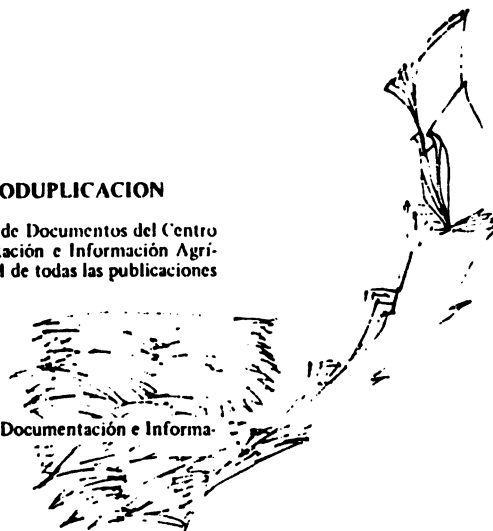 ODUPLICACION
de Documentos del Centro
ación e Información Agrí-
de todas las publicaciones
Documentación e Informa-